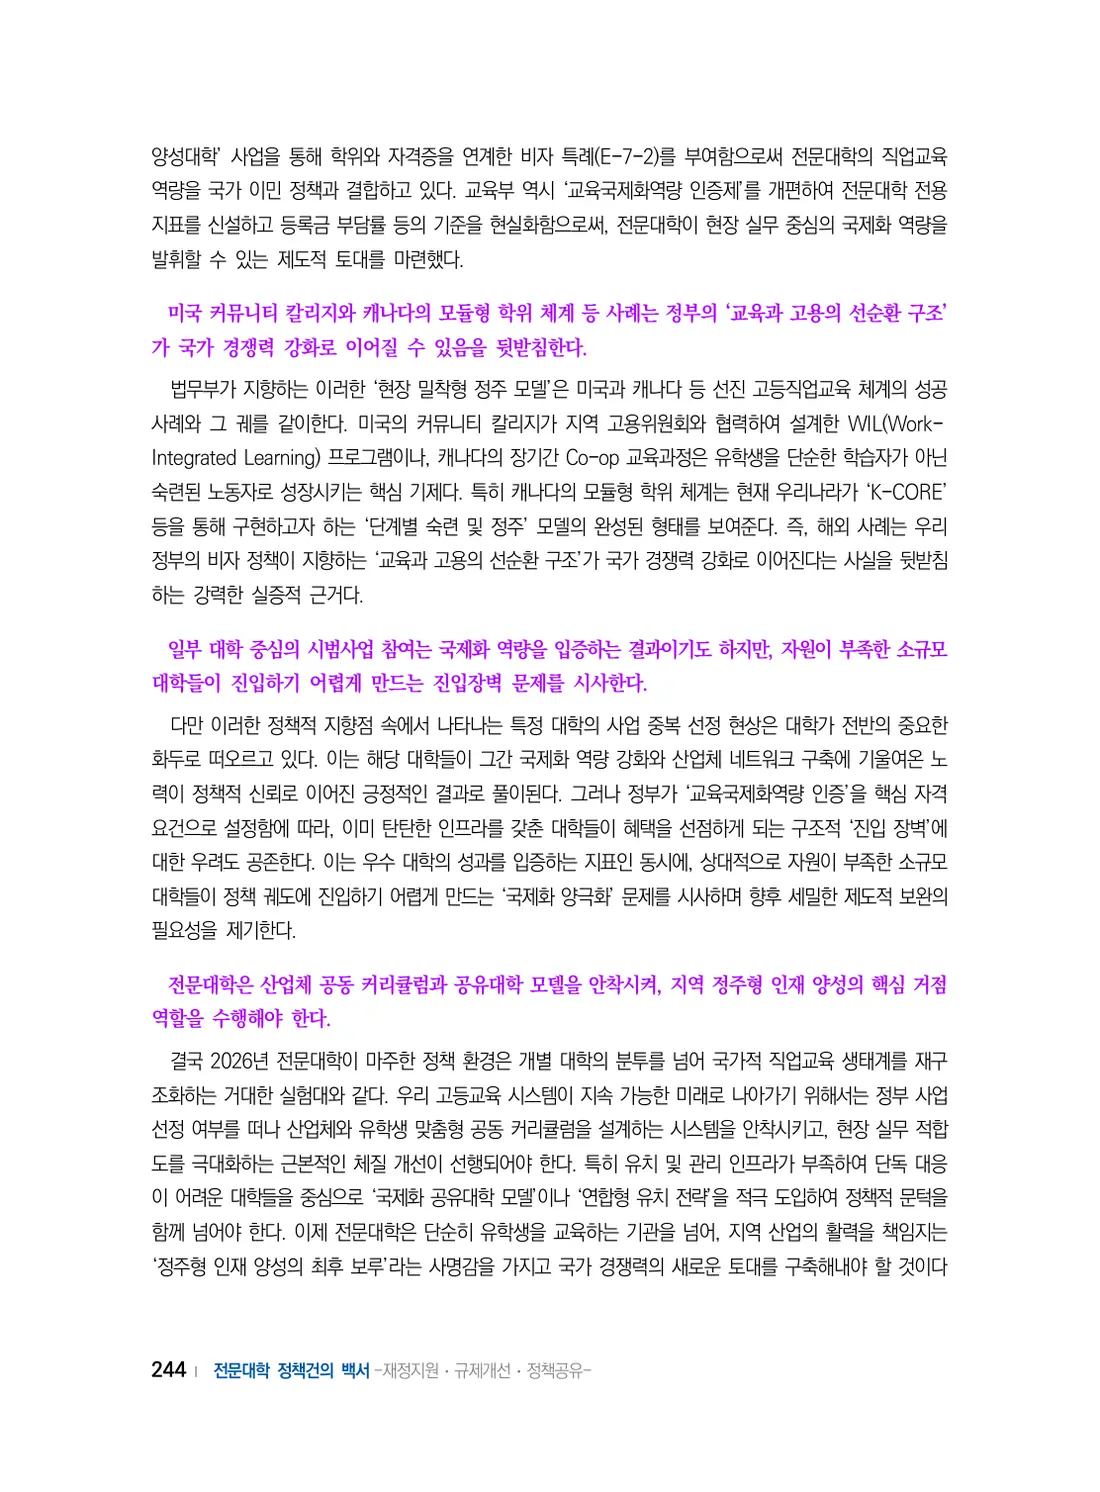 양성대학’ 사업을 통해 학위와 자격증을 연계한 비자 특례(E-7-2)를 부여함으로써 전문대학의 직업교육
역량을 국가 이민 정책과 결합하고 있다. 교육부 역시 ‘교육국제화역량 인증제’를 개편하여 전문대학 전용
지표를 신설하고 등록금 부담률 등의 기준을 현실화함으로써, 전문대학이 현장 실무 중심의 국제화 역량을
발휘할 수 있는 제도적 토대를 마련했다.
미국 커뮤니티 칼리지와 캐나다의 모듈형 학위 체계 등 사례는 정부의 ‘교육과 고용의 선순환 구조’
가 국가 경쟁력 강화로 이어질 수 있음을 뒷받침한다.
법무부가 지향하는 이러한 ‘현장 밀착형 정주 모델’은 미국과 캐나다 등 선진 고등직업교육 체계의 성공
사례와 그 궤를 같이한다. 미국의 커뮤니티 칼리지가 지역 고용위원회와 협력하여 설계한 WIL(Work-
Integrated Learning) 프로그램이나, 캐나다의 장기간 Co-op 교육과정은 유학생을 단순한 학습자가 아닌
숙련된 노동자로 성장시키는 핵심 기제다. 특히 캐나다의 모듈형 학위 체계는 현재 우리나라가 ‘K-CORE’
등을 통해 구현하고자 하는 ‘단계별 숙련 및 정주’ 모델의 완성된 형태를 보여준다. 즉, 해외 사례는 우리
정부의 비자 정책이 지향하는 ‘교육과 고용의 선순환 구조’가 국가 경쟁력 강화로 이어진다는 사실을 뒷받침
하는 강력한 실증적 근거다.
일부 대학 중심의 시범사업 참여는 국제화 역량을 입증하는 결과이기도 하지만, 자원이 부족한 소규모
대학들이 진입하기 어렵게 만드는 진입장벽 문제를 시사한다.
다만 이러한 정책적 지향점 속에서 나타나는 특정 대학의 사업 중복 선정 현상은 대학가 전반의 중요한
화두로 떠오르고 있다. 이는 해당 대학들이 그간 국제화 역량 강화와 산업체 네트워크 구축에 기울여온 노
력이 정책적 신뢰로 이어진 긍정적인 결과로 풀이된다. 그러나 정부가 ‘교육국제화역량 인증’을 핵심 자격
요건으로 설정함에 따라, 이미 탄탄한 인프라를 갖춘 대학들이 혜택을 선점하게 되는 구조적 ‘진입 장벽’에
대한 우려도 공존한다. 이는 우수 대학의 성과를 입증하는 지표인 동시에, 상대적으로 자원이 부족한 소규모
대학들이 정책 궤도에 진입하기 어렵게 만드는 ‘국제화 양극화’ 문제를 시사하며 향후 세밀한 제도적 보완의
필요성을 제기한다.
전문대학은 산업체 공동 커리큘럼과 공유대학 모델을 안착시켜, 지역 정주형 인재 양성의 핵심 거점
역할을 수행해야 한다.
결국 2026년 전문대학이 마주한 정책 환경은 개별 대학의 분투를 넘어 국가적 직업교육 생태계를 재구
조화하는 거대한 실험대와 같다. 우리 고등교육 시스템이 지속 가능한 미래로 나아가기 위해서는 정부 사업
선정 여부를 떠나 산업체와 유학생 맞춤형 공동 커리큘럼을 설계하는 시스템을 안착시키고, 현장 실무 적합
도를 극대화하는 근본적인 체질 개선이 선행되어야 한다. 특히 유치 및 관리 인프라가 부족하여 단독 대응
이 어려운 대학들을 중심으로 ‘국제화 공유대학 모델’이나 ‘연합형 유치 전략’을 적극 도입하여 정책적 문턱을
함께 넘어야 한다. 이제 전문대학은 단순히 유학생을 교육하는 기관을 넘어, 지역 산업의 활력을 책임지는
‘정주형 인재 양성의 최후 보루’라는 사명감을 가지고 국가 경쟁력의 새로운 토대를 구축해내야 할 것이다
244 | 전문대학 정책건의 백서 -재정지원·규제개선·정책공유-